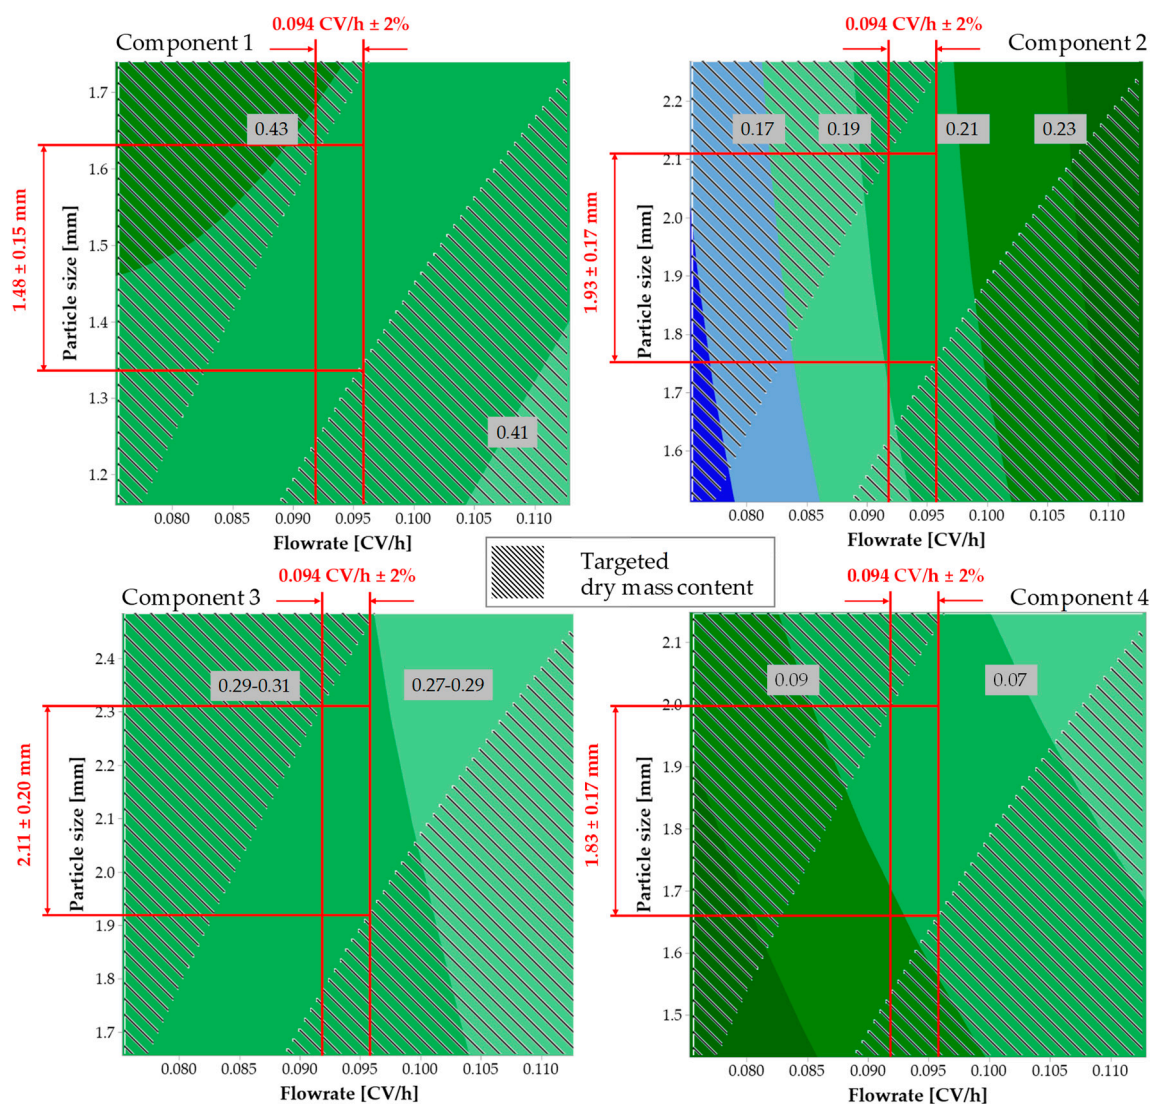 0.094 CV/h ± 2%
Component 1
0.43
0.41
1.7
1.6
1.5
1.4
1.3
1.2
Particle size [mm]
1.48 ± 0.15 mm
0.080 0.085 0.090 0.095 0.100 0.105 0.110
Flowrate [CV/h]
0.094 CV/h ± 2%
Component 2
0.17 0.19 0.21 0.23
2.2
2.1
2.0
1.9
1.8
1.7
1.6
Particle size [mm]
1.93 ± 0.17 mm
0.080 0.085 0.090 0.095 0.100 0.105 0.110
Flowrate [CV/h]
Targeted
dry mass content
0.094 CV/h ± 2%
Component 3
0.29-0.31 0.27-0.29
2.4
2.3
2.2
2.1
2.0
1.9
1.8
1.7
Particle size [mm]
2.11 ± 0.20 mm
0.080 0.085 0.090 0.095 0.100 0.105 0.110
Flowrate [CV/h]
0.094 CV/h ± 2%
Component 4
0.09 0.07
2.1
2.0
1.9
1.8
1.7
1.6
1.5
Particle size [mm]
1.83 ± 0.17 mm
0.080 0.085 0.090 0.095 0.100 0.105 0.110
Flowrate [CV/h]